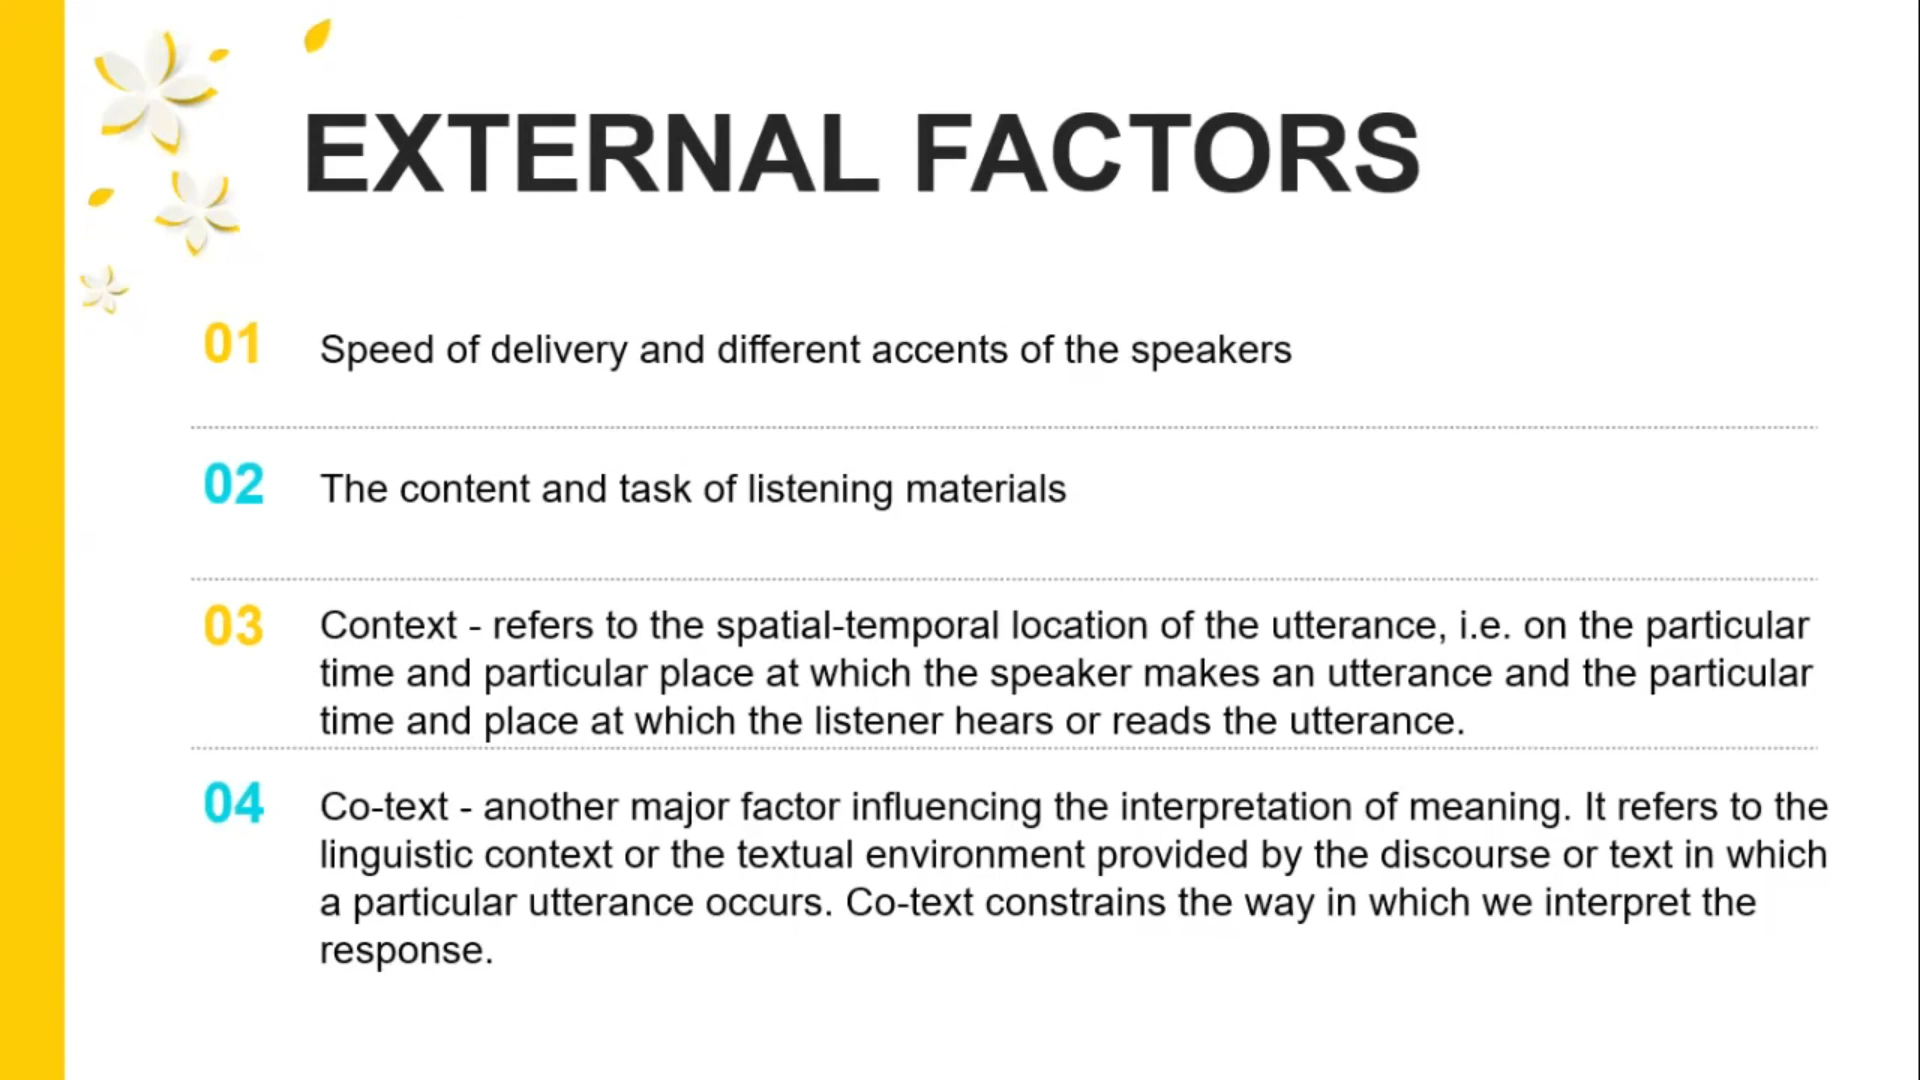 EXTERNAL FACTORS
01
Speed of delivery and different accents of the speakers
02
The content and task of listening materials
03
Context - refers to the spatial-temporal location of the utterance, i.e. on the particular
time and particular place at which the speaker makes an utterance and the particular
time and place at which the listener hears or reads the utterance.
04
Co-text - another major factor influencing the interpretation of meaning. It refers to the
linguistic context or the textual environment provided by the discourse or text in which
a particular utterance occurs. Co-text constrains the way in which we interpret the
response.